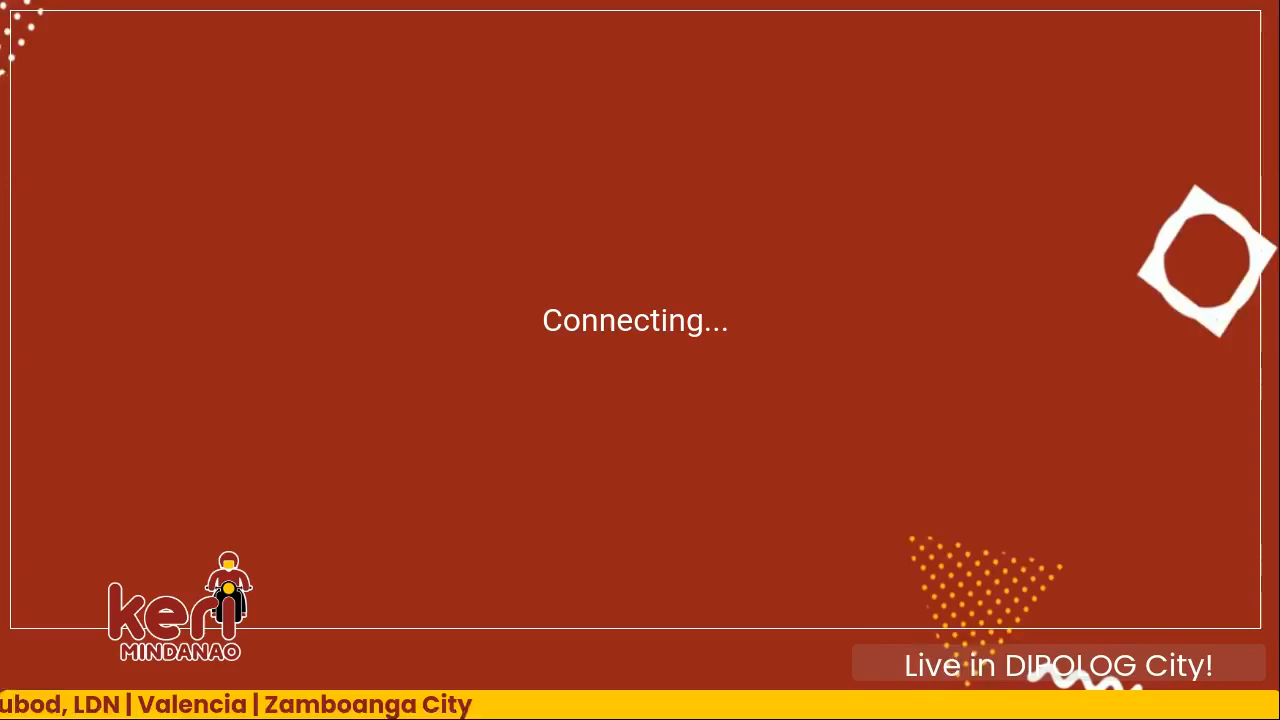 Connecting...
keri
MINDANAO
Live in DIPOLOG City!
ubod, LDN | Valencia | Zamboanga City